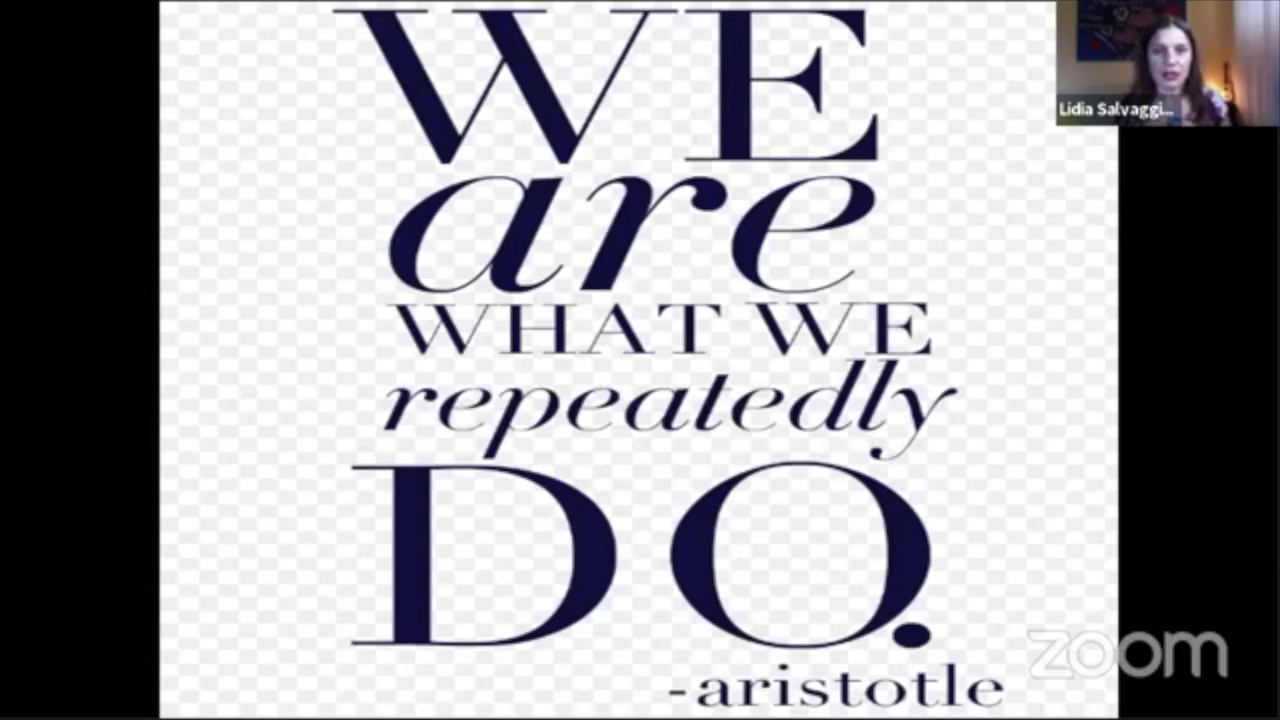 WE
are
WHAT WE
repeatedly
DO.
-aristotle
Lidia Salvaggi...
zoom